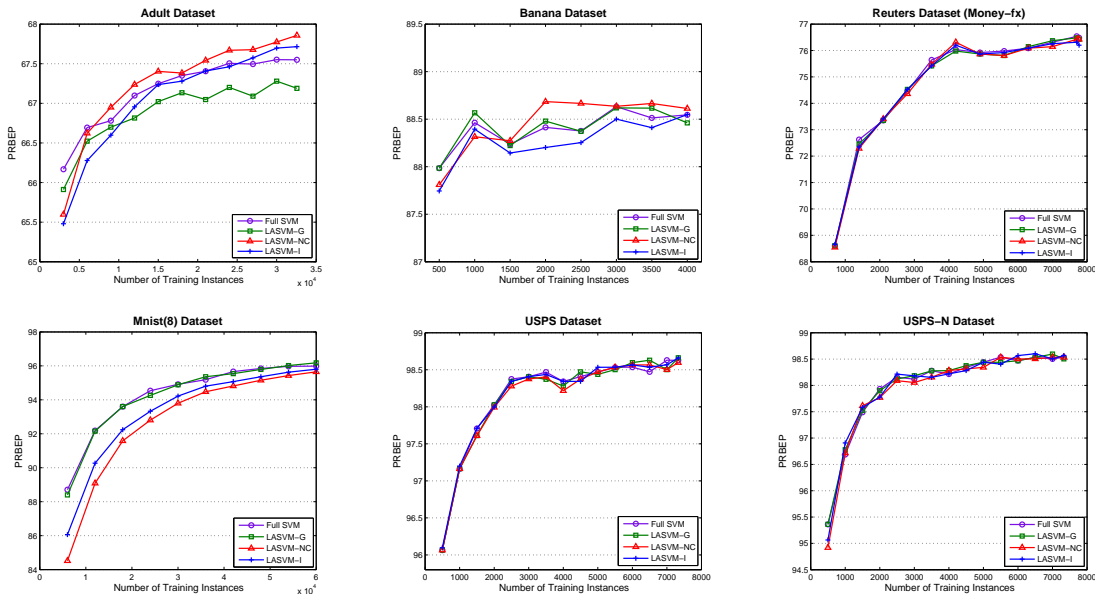 Adult Dataset
68
67.5
67
66.5
66
65.5
65
PRBEP
0
0.5
1
1.5
2
2.5
3
3.5
x 10^4
Number of Training Instances
Full SVM
LASVM−G
LASVM−NC
LASVM−I
Banana Dataset
89.5
89
88.5
88
87.5
87
PRBEP
500
1000
1500
2000
2500
3000
3500
4000
Number of Training Instances
Full SVM
LASVM−G
LASVM−NC
LASVM−I
Reuters Dataset (Money−fx)
77
76
75
74
73
72
71
70
69
68
PRBEP
0
1000
2000
3000
4000
5000
6000
7000
8000
Number of Training Instances
Full SVM
LASVM−G
LASVM−NC
LASVM−I
Mnist(8) Dataset
98
96
94
92
90
88
86
84
PRBEP
0
1
2
3
4
5
6
x 10^4
Number of Training Instances
Full SVM
LASVM−G
LASVM−NC
LASVM−I
USPS Dataset
99
98.5
98
97.5
97
96.5
96
PRBEP
0
1000
2000
3000
4000
5000
6000
7000
8000
Number of Training Instances
Full SVM
LASVM−G
LASVM−NC
LASVM−I
USPS−N Dataset
99
98.5
98
97.5
97
96.5
96
95.5
95
94.5
PRBEP
0
1000
2000
3000
4000
5000
6000
7000
8000
Number of Training Instances
Full SVM
LASVM−G
LASVM−NC
LASVM−I